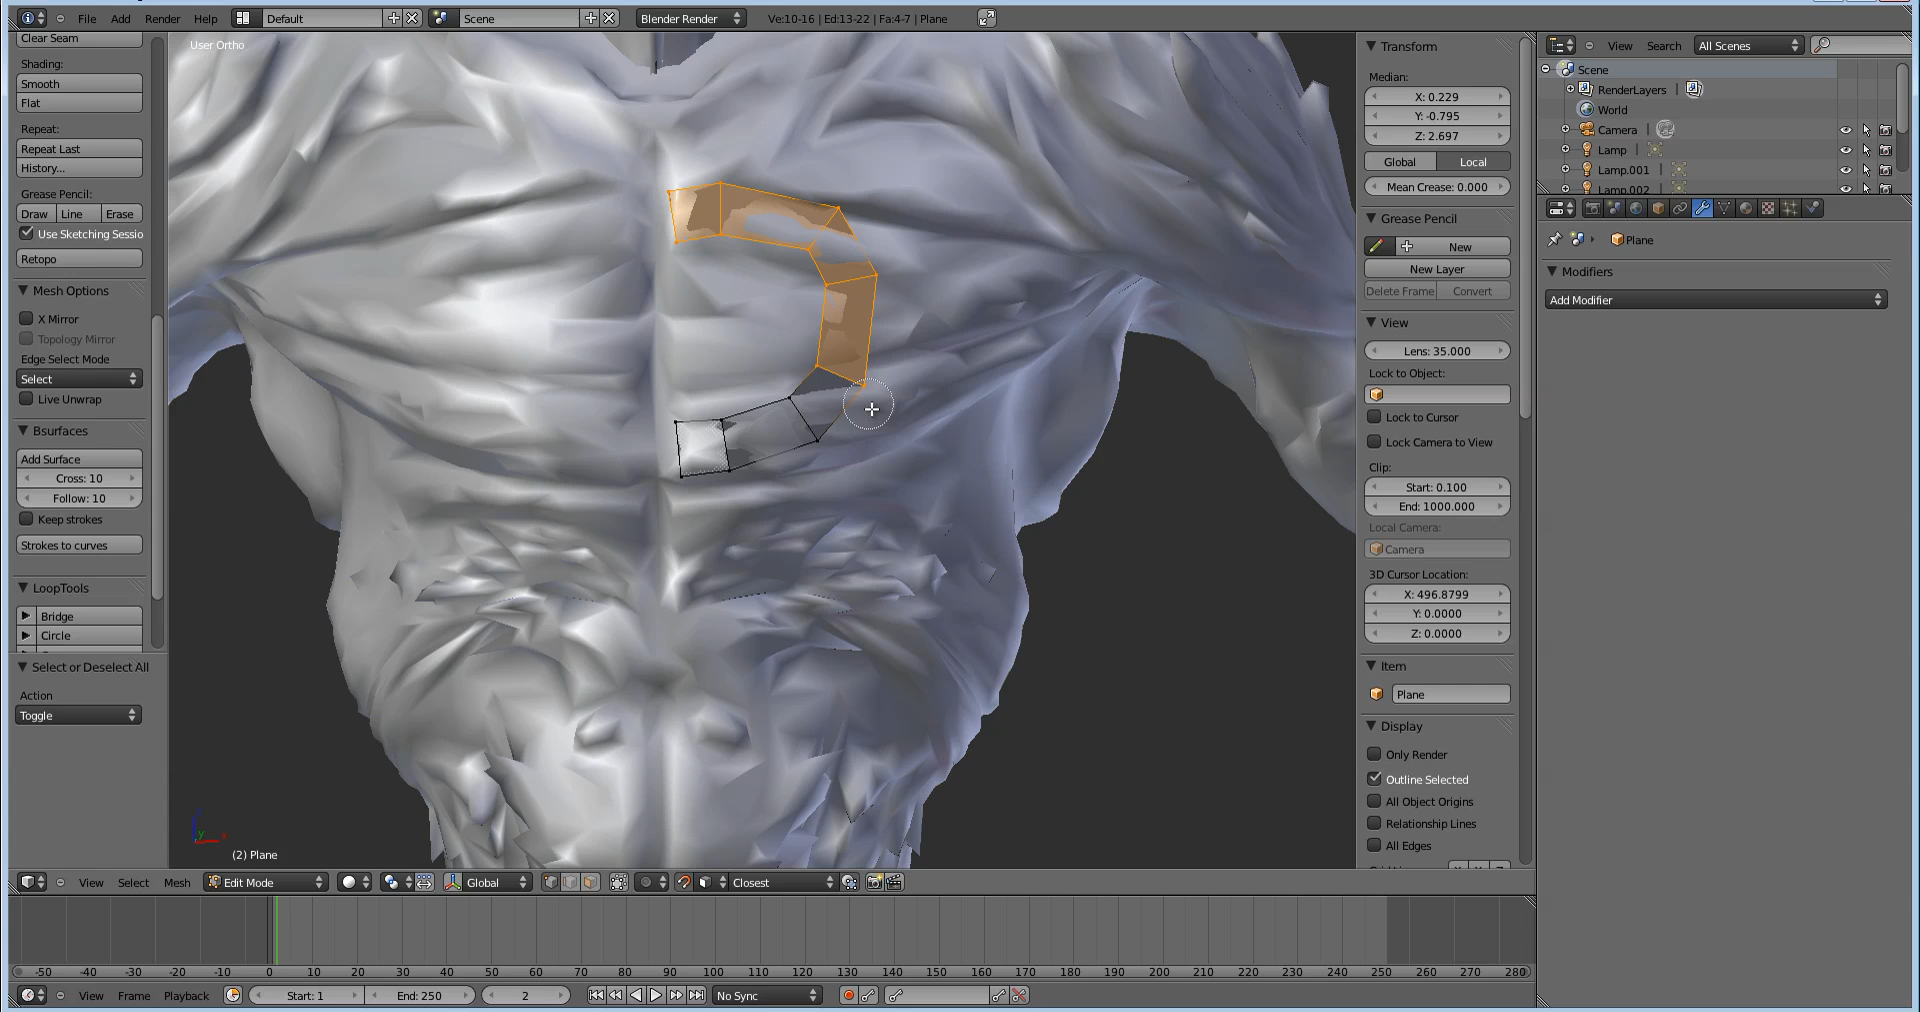 File Add Render Help Default Scene Blender Render Ve:10-16 | Ed:13-22 | Fa:4-7 | Plane
Clear Seam
Shading:
Smooth
Flat
Repeat:
Repeat Last
History...
Grease Pencil:
Draw Line Erase
Use Sketching Sessio
Retopo
Mesh Options
X Mirror
Topology Mirror
Edge Select Mode
Select
Live Unwrap
Bsurfaces
Add Surface
Cross: 10
Follow: 10
Keep strokes
Strokes to curves
LoopTools
Bridge
Circle
Select or Deselect All
Action
Toggle
User Ortho
(2) Plane
Transform
Median:
X: 0.229
Y: -0.795
Z: 2.697
Global Local
Mean Crease: 0.000
Grease Pencil
New
New Layer
Delete Frame Convert
View
Lens: 35.000
Lock to Object:
Lock to Cursor
Lock Camera to View
Clip:
Start: 0.100
End: 1000.000
Local Camera:
Camera
3D Cursor Location:
X: 496.8799
Y: 0.0000
Z: 0.0000
Item
Plane
Display
Only Render
Outline Selected
All Object Origins
Relationship Lines
All Edges
View Search All Scenes
Scene
RenderLayers
World
Camera
Lamp
Lamp.001
Lamp.002
Plane
Modifiers
Add Modifier
View Select Mesh Edit Mode Global Closest
-50 -40 -30 -20 -10 0 10 20 30 40 50 60 70 80 90 100 110 120 130 140 150 160 170 180 190 200 210 220 230 240 250 260 270 280
View Frame Playback Start: 1 End: 250 2 No Sync